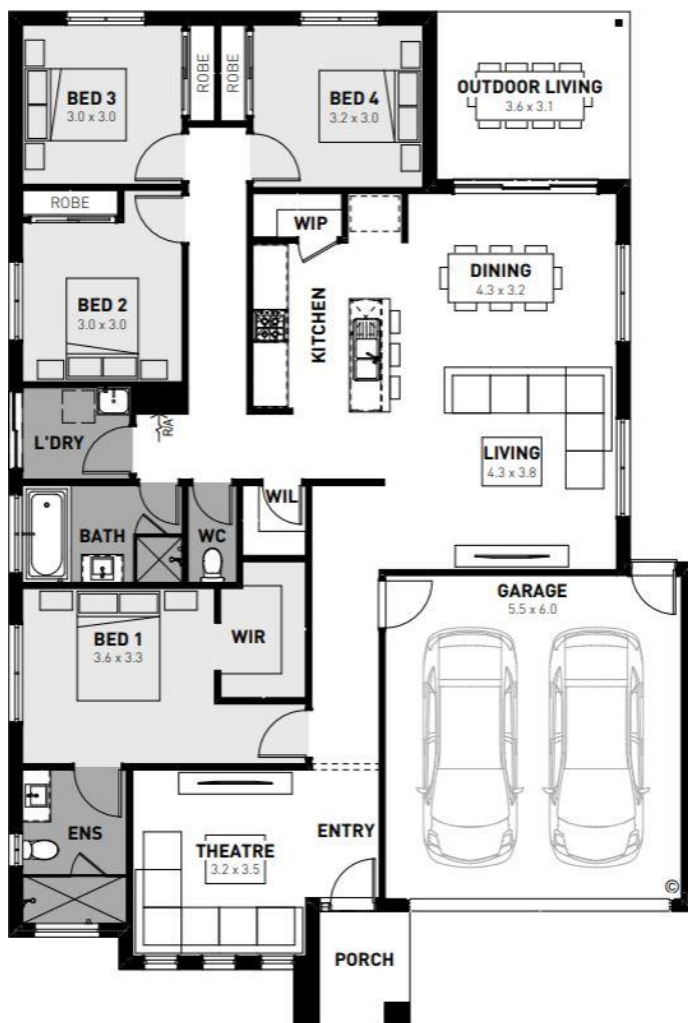 BED 3
3.0 x 3.0
ROBE
ROBE
BED 4
3.2 x 3.0
OUTDOOR LIVING
3.6 x 3.1
ROBE
WIP
BED 2
3.0 x 3.0
KITCHEN
DINING
4.3 x 3.2
L'DRY
R/A
LIVING
4.3 x 3.8
BATH
WC
WIL
GARAGE
5.5 x 6.0
BED 1
3.6 x 3.3
WIR
ENS
THEATRE
3.2 x 3.5
ENTRY
©
PORCH